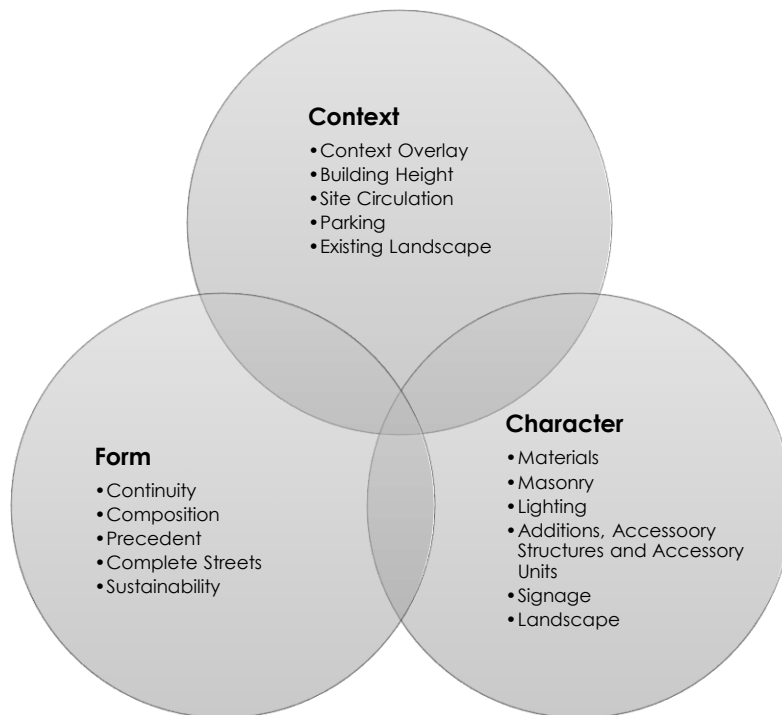 Context
•Context Overlay
•Building Height
•Site Circulation
•Parking
•Existing Landscape
Form
•Continuity
•Composition
•Precedent
•Complete Streets
•Sustainability
Character
•Materials
•Masonry
•Lighting
•Additions, Accessoory
Structures and Accessory
Units
•Signage
•Landscape